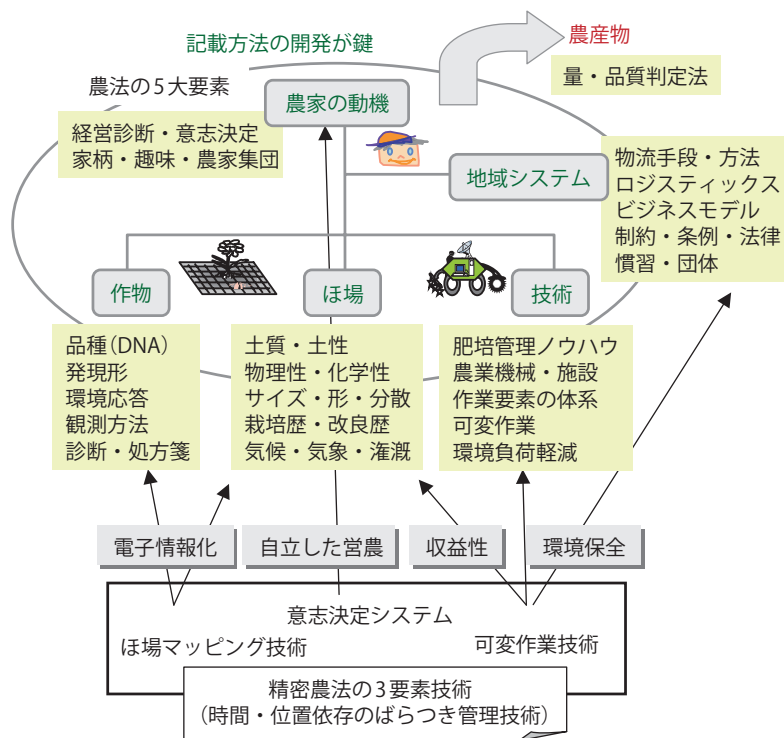 記載方法の開発が鍵
農産物
量・品質判定法
農法の5大要素
農家の動機
経営診断・意志決定
家柄・趣味・農家集団
地域システム
物流手段・方法
ロジスティックス
ビジネスモデル
制約・条例・法律
慣習・団体
作物
ほ場
技術
品種(DNA)
発現形
環境応答
観測方法
診断・処方箋
土質・土性
物理性・化学性
サイズ・形・分散
栽培歴・改良歴
気候・気象・潅漑
肥培管理ノウハウ
農業機械・施設
作業要素の体系
可変作業
環境負荷軽減
電子情報化
自立した営農
収益性
環境保全
意志決定システム
ほ場マッピング技術
可変作業技術
精密農法の3要素技術
(時間・位置依存のばらつき管理技術)